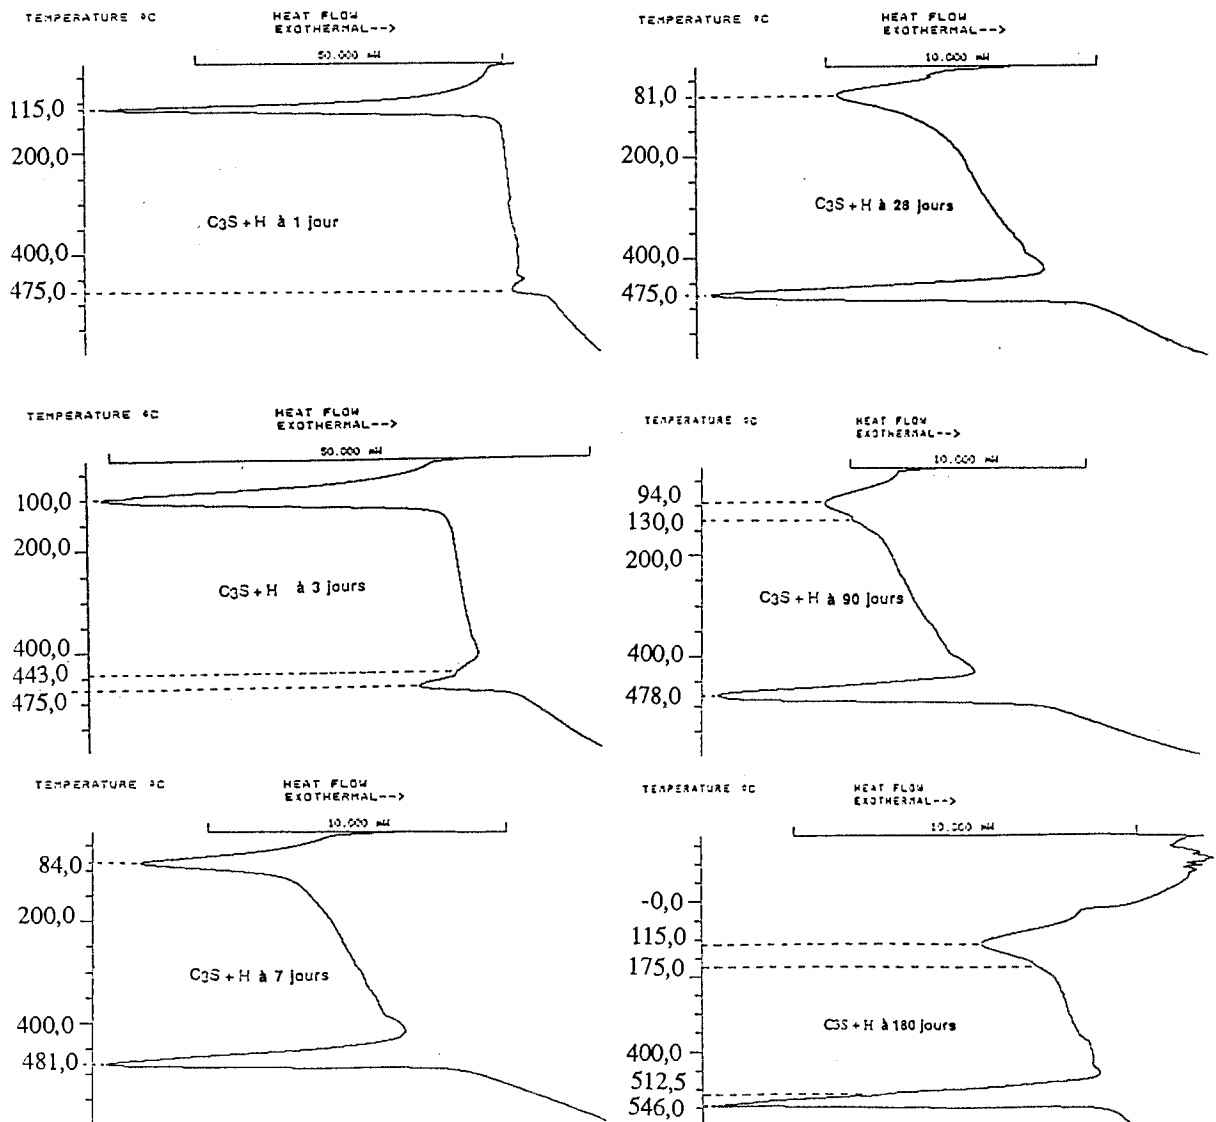 TEMPERATURE °C
HEAT FLOW
EXOTHERMAL-->
50.000 mW
115,0
200,0
C3S + H à 1 jour
400,0
475,0
HEAT FLOW
EXOTHERMAL-->
TEMPERATURE °C
10.000 mW
81,0
200,0
C3S + H à 28 jours
400,0
475,0
TEMPERATURE °C
HEAT FLOW
EXOTHERMAL-->
50.000 mW
100,0
200,0
C3S + H à 3 jours
400,0
443,0
475,0
TEMPERATURE °C
HEAT FLOW
EXOTHERMAL-->
10.000 mW
94,0
130,0
200,0
C3S + H à 90 jours
400,0
478,0
TEMPERATURE °C
HEAT FLOW
EXOTHERMAL-->
10.000 mW
84,0
200,0
C3S + H à 7 jours
400,0
481,0
TEMPERATURE °C
HEAT FLOW
EXOTHERMAL-->
10.000 mW
-0,0
115,0
175,0
C3S + H à 180 jours
400,0
512,5
546,0